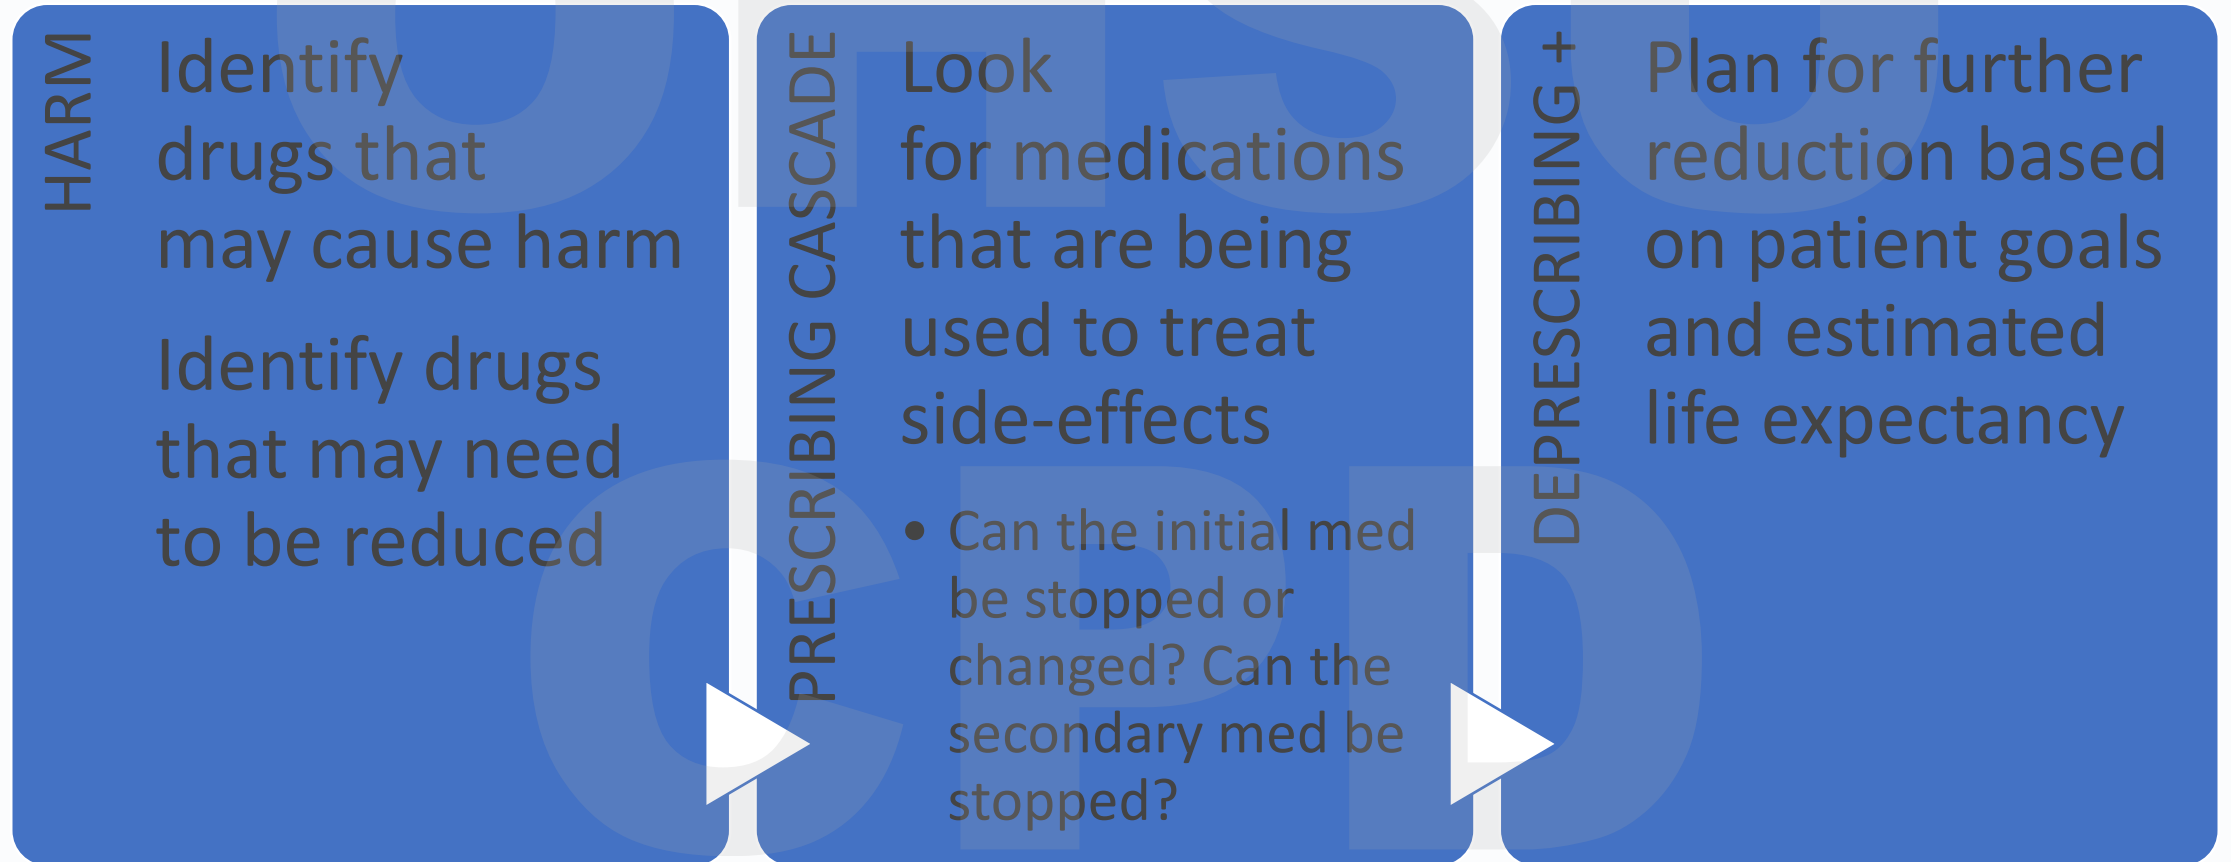 HARM
Identify
drugs that
may cause harm
Identify drugs
that may need
to be reduced
PRESCRIBING CASCADE
Look
for medications
that are being
used to treat
side-effects
• Can the initial med
be stopped or
changed? Can the
secondary med be
stopped?
DEPRESCRIBING +
Plan for further
reduction based
on patient goals
and estimated
life expectancy
CPD